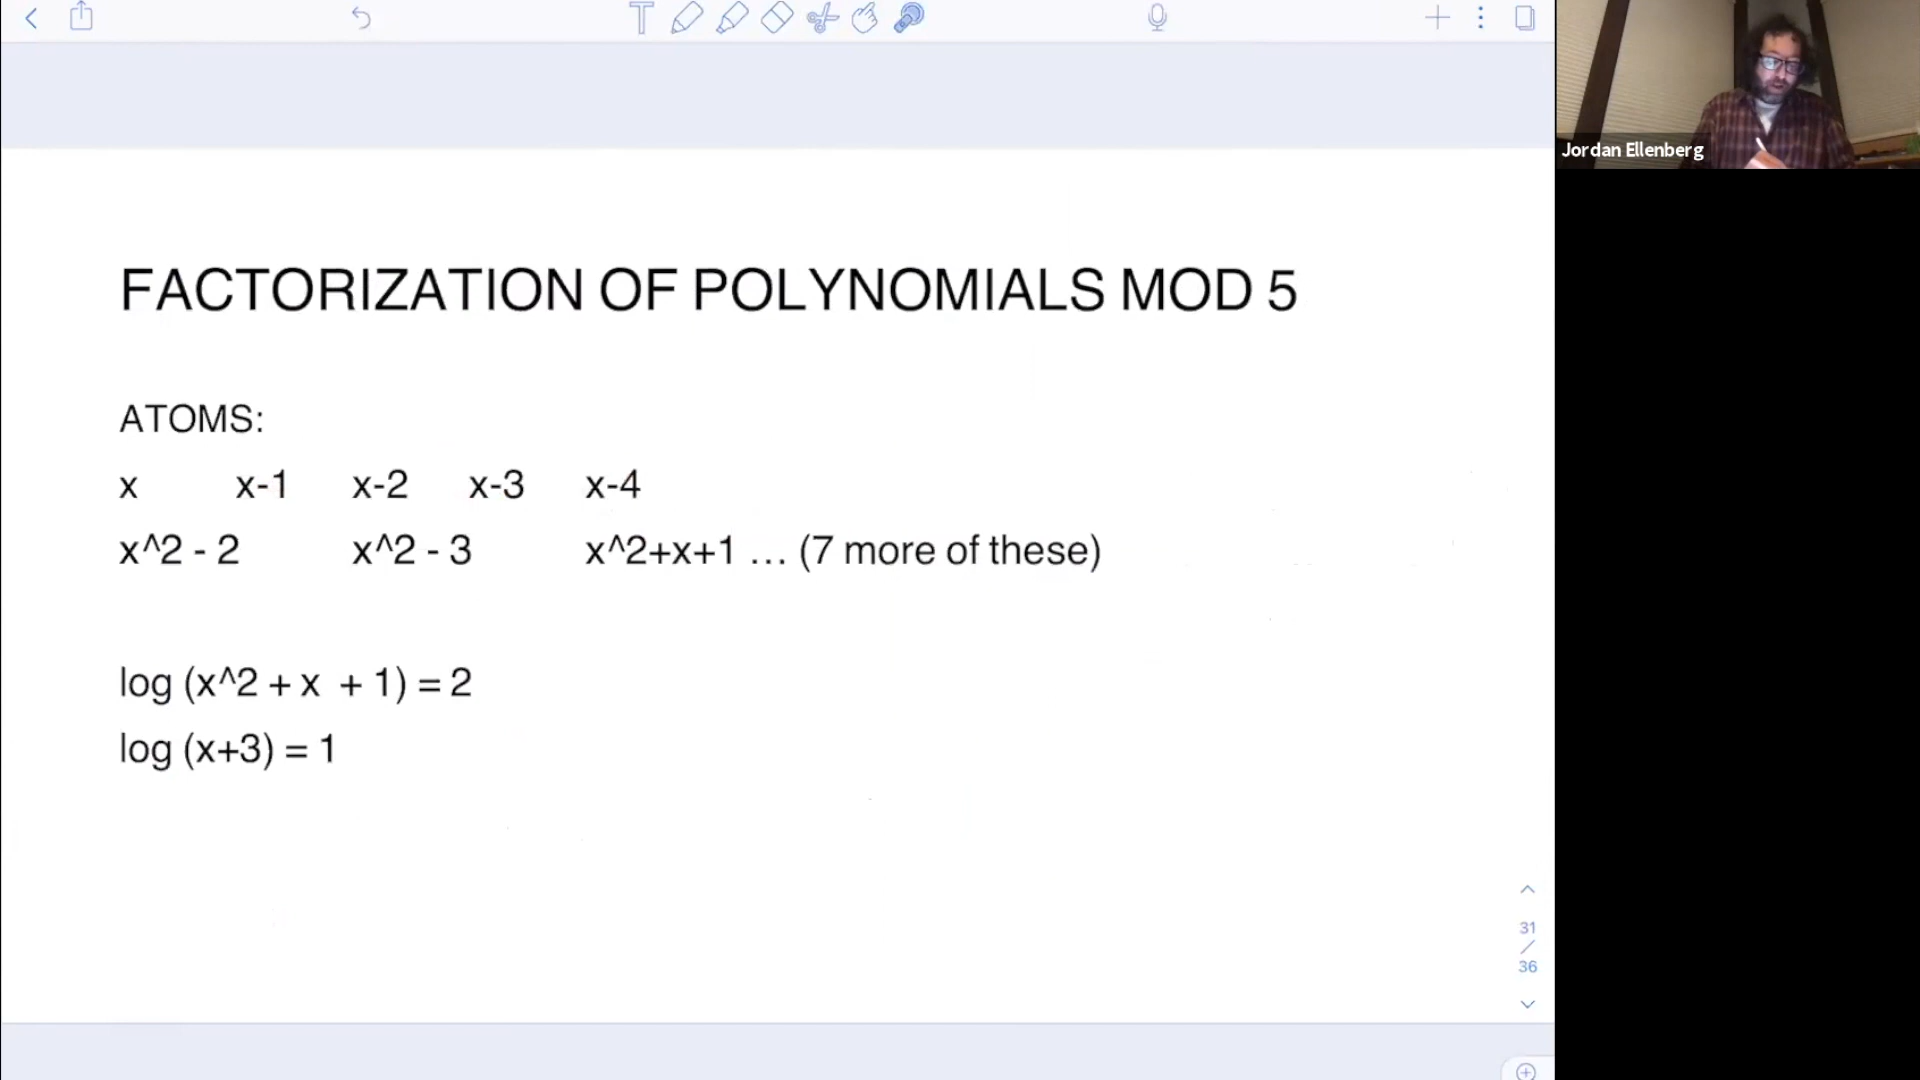 Jordan Ellenberg
FACTORIZATION OF POLYNOMIALS MOD 5
ATOMS:
x x-1 x-2 x-3 x-4
x^2 - 2 x^2 - 3 x^2+x+1 … (7 more of these)
log (x^2 + x + 1) = 2
log (x+3) = 1
31
/
36